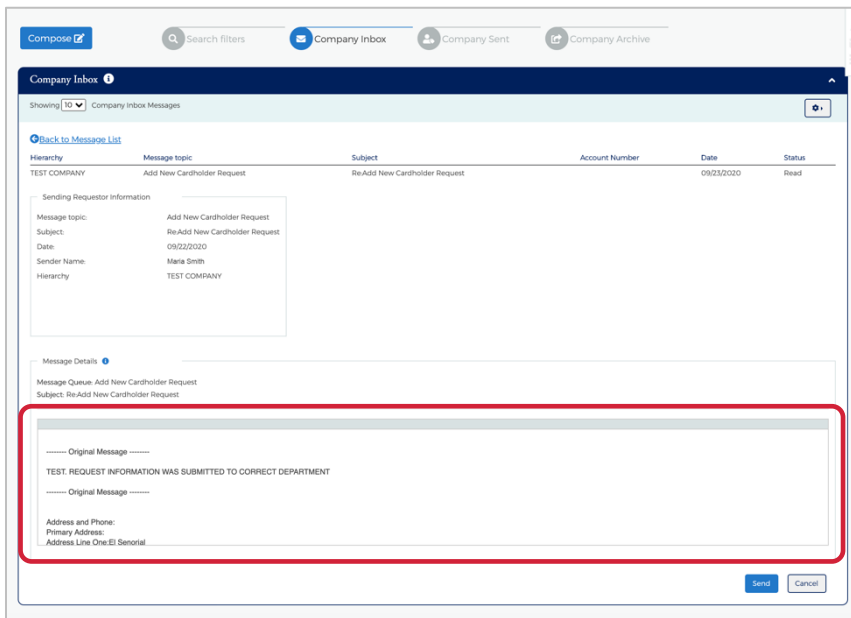 Compose
Search filters
Company Inbox
Company Sent
Company Archive
Company Inbox
Showing 10 Company Inbox Messages
Back to Message List
Hierarchy Message topic Subject Account Number Date Status
TEST COMPANY Add New Cardholder Request Re:Add New Cardholder Request 09/23/2020 Read
Sending Requestor Information
Message topic: Add New Cardholder Request
Subject: Re:Add New Cardholder Request
Date: 09/22/2020
Sender Name: Maria Smith
Hierarchy TEST COMPANY
Message Details
Message Queue: Add New Cardholder Request
Subject: Re:Add New Cardholder Request
-------- Original Message --------
TEST. REQUEST INFORMATION WAS SUBMITTED TO CORRECT DEPARTMENT
-------- Original Message --------
Address and Phone:
Primary Address:
Address Line One:El Senorial
Send Cancel